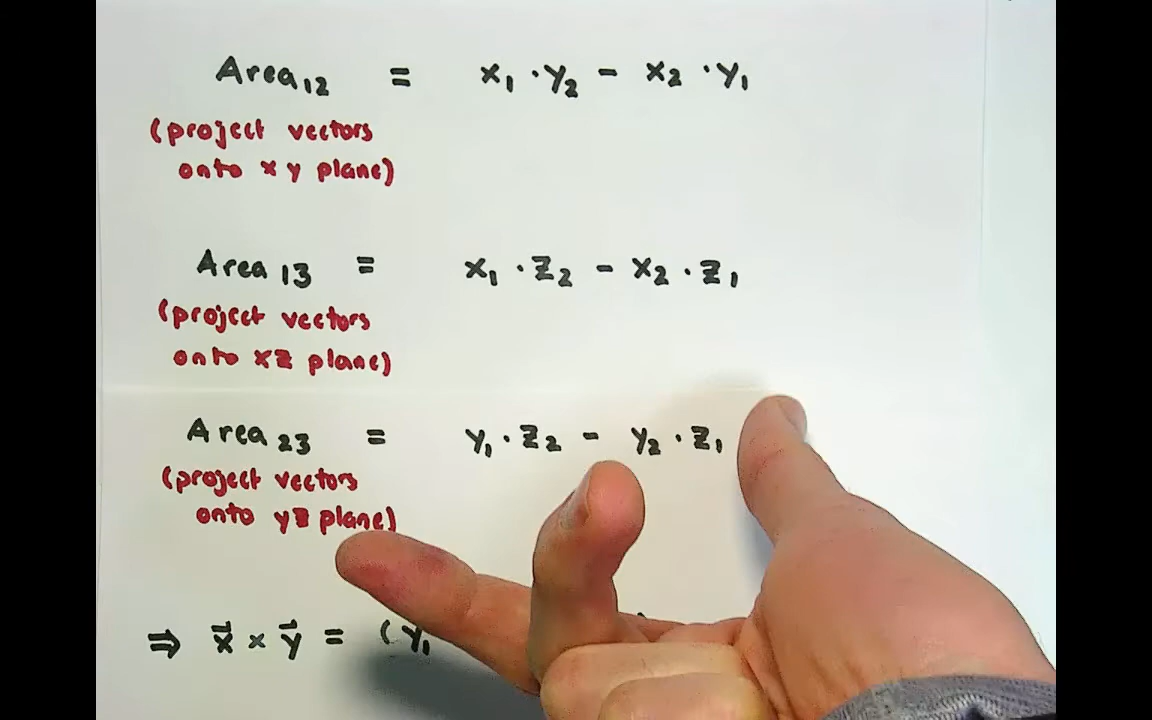 Area₁₂ = x₁ · y₂ - x₂ · y₁
(project vectors
onto xy plane)
Area₁₃ = x₁ · z₂ - x₂ · z₁
(project vectors
onto xz plane)
Area₂₃ = y₁ · z₂ - y₂ · z₁
(project vectors
onto yz plane)
⇒ x⃗ × y⃗ = (y₁